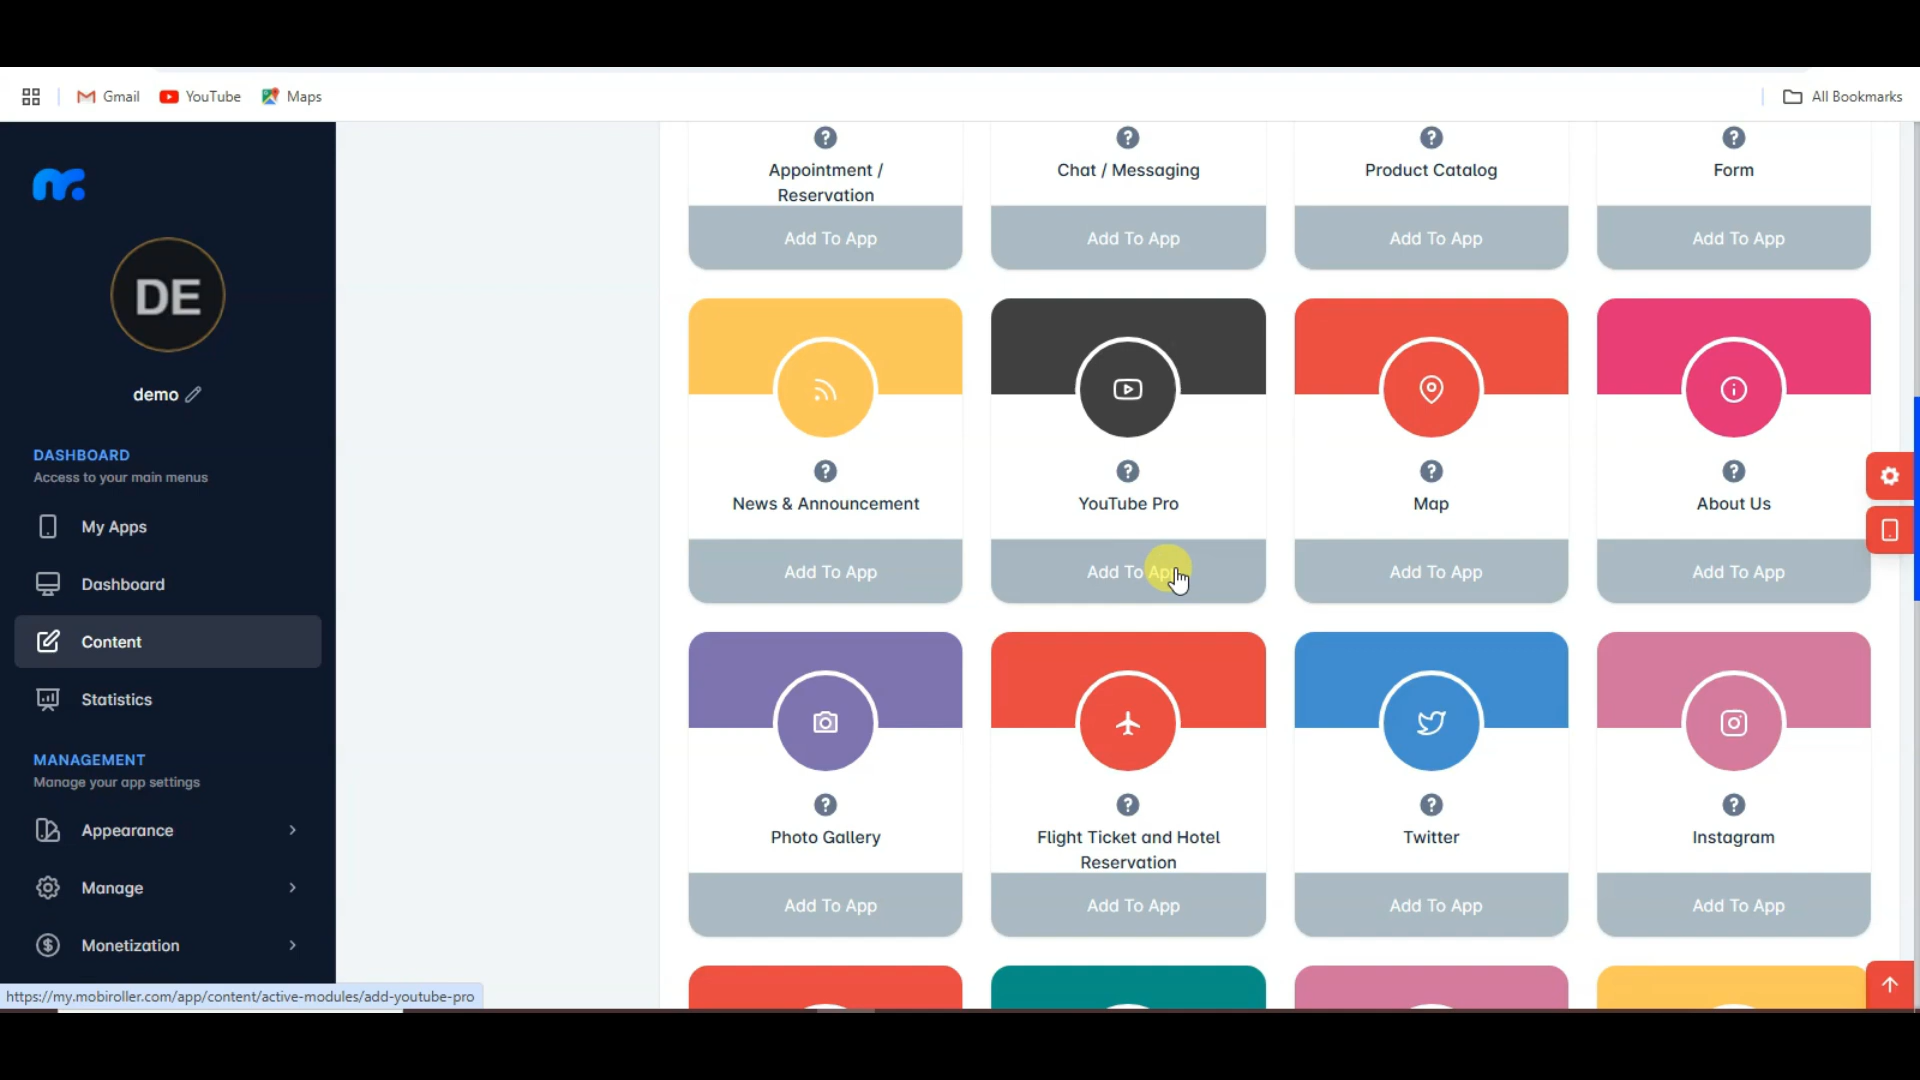 Gmail YouTube Maps All Bookmarks
DE
demo
DASHBOARD
Access to your main menus
My Apps
Dashboard
Content
Statistics
MANAGEMENT
Manage your app settings
Appearance
Manage
Monetization
? ? ? ?
Appointment / Reservation
Chat / Messaging
Product Catalog
Form
Add To App Add To App Add To App Add To App
? ? ? ?
News & Announcement
YouTube Pro
Map
About Us
Add To App Add To App Add To App Add To App
? ? ? ?
Photo Gallery
Flight Ticket and Hotel
Reservation
Twitter
Instagram
Add To App Add To App Add To App Add To App
https://my.mobiroller.com/app/content/active-modules/add-youtube-pro